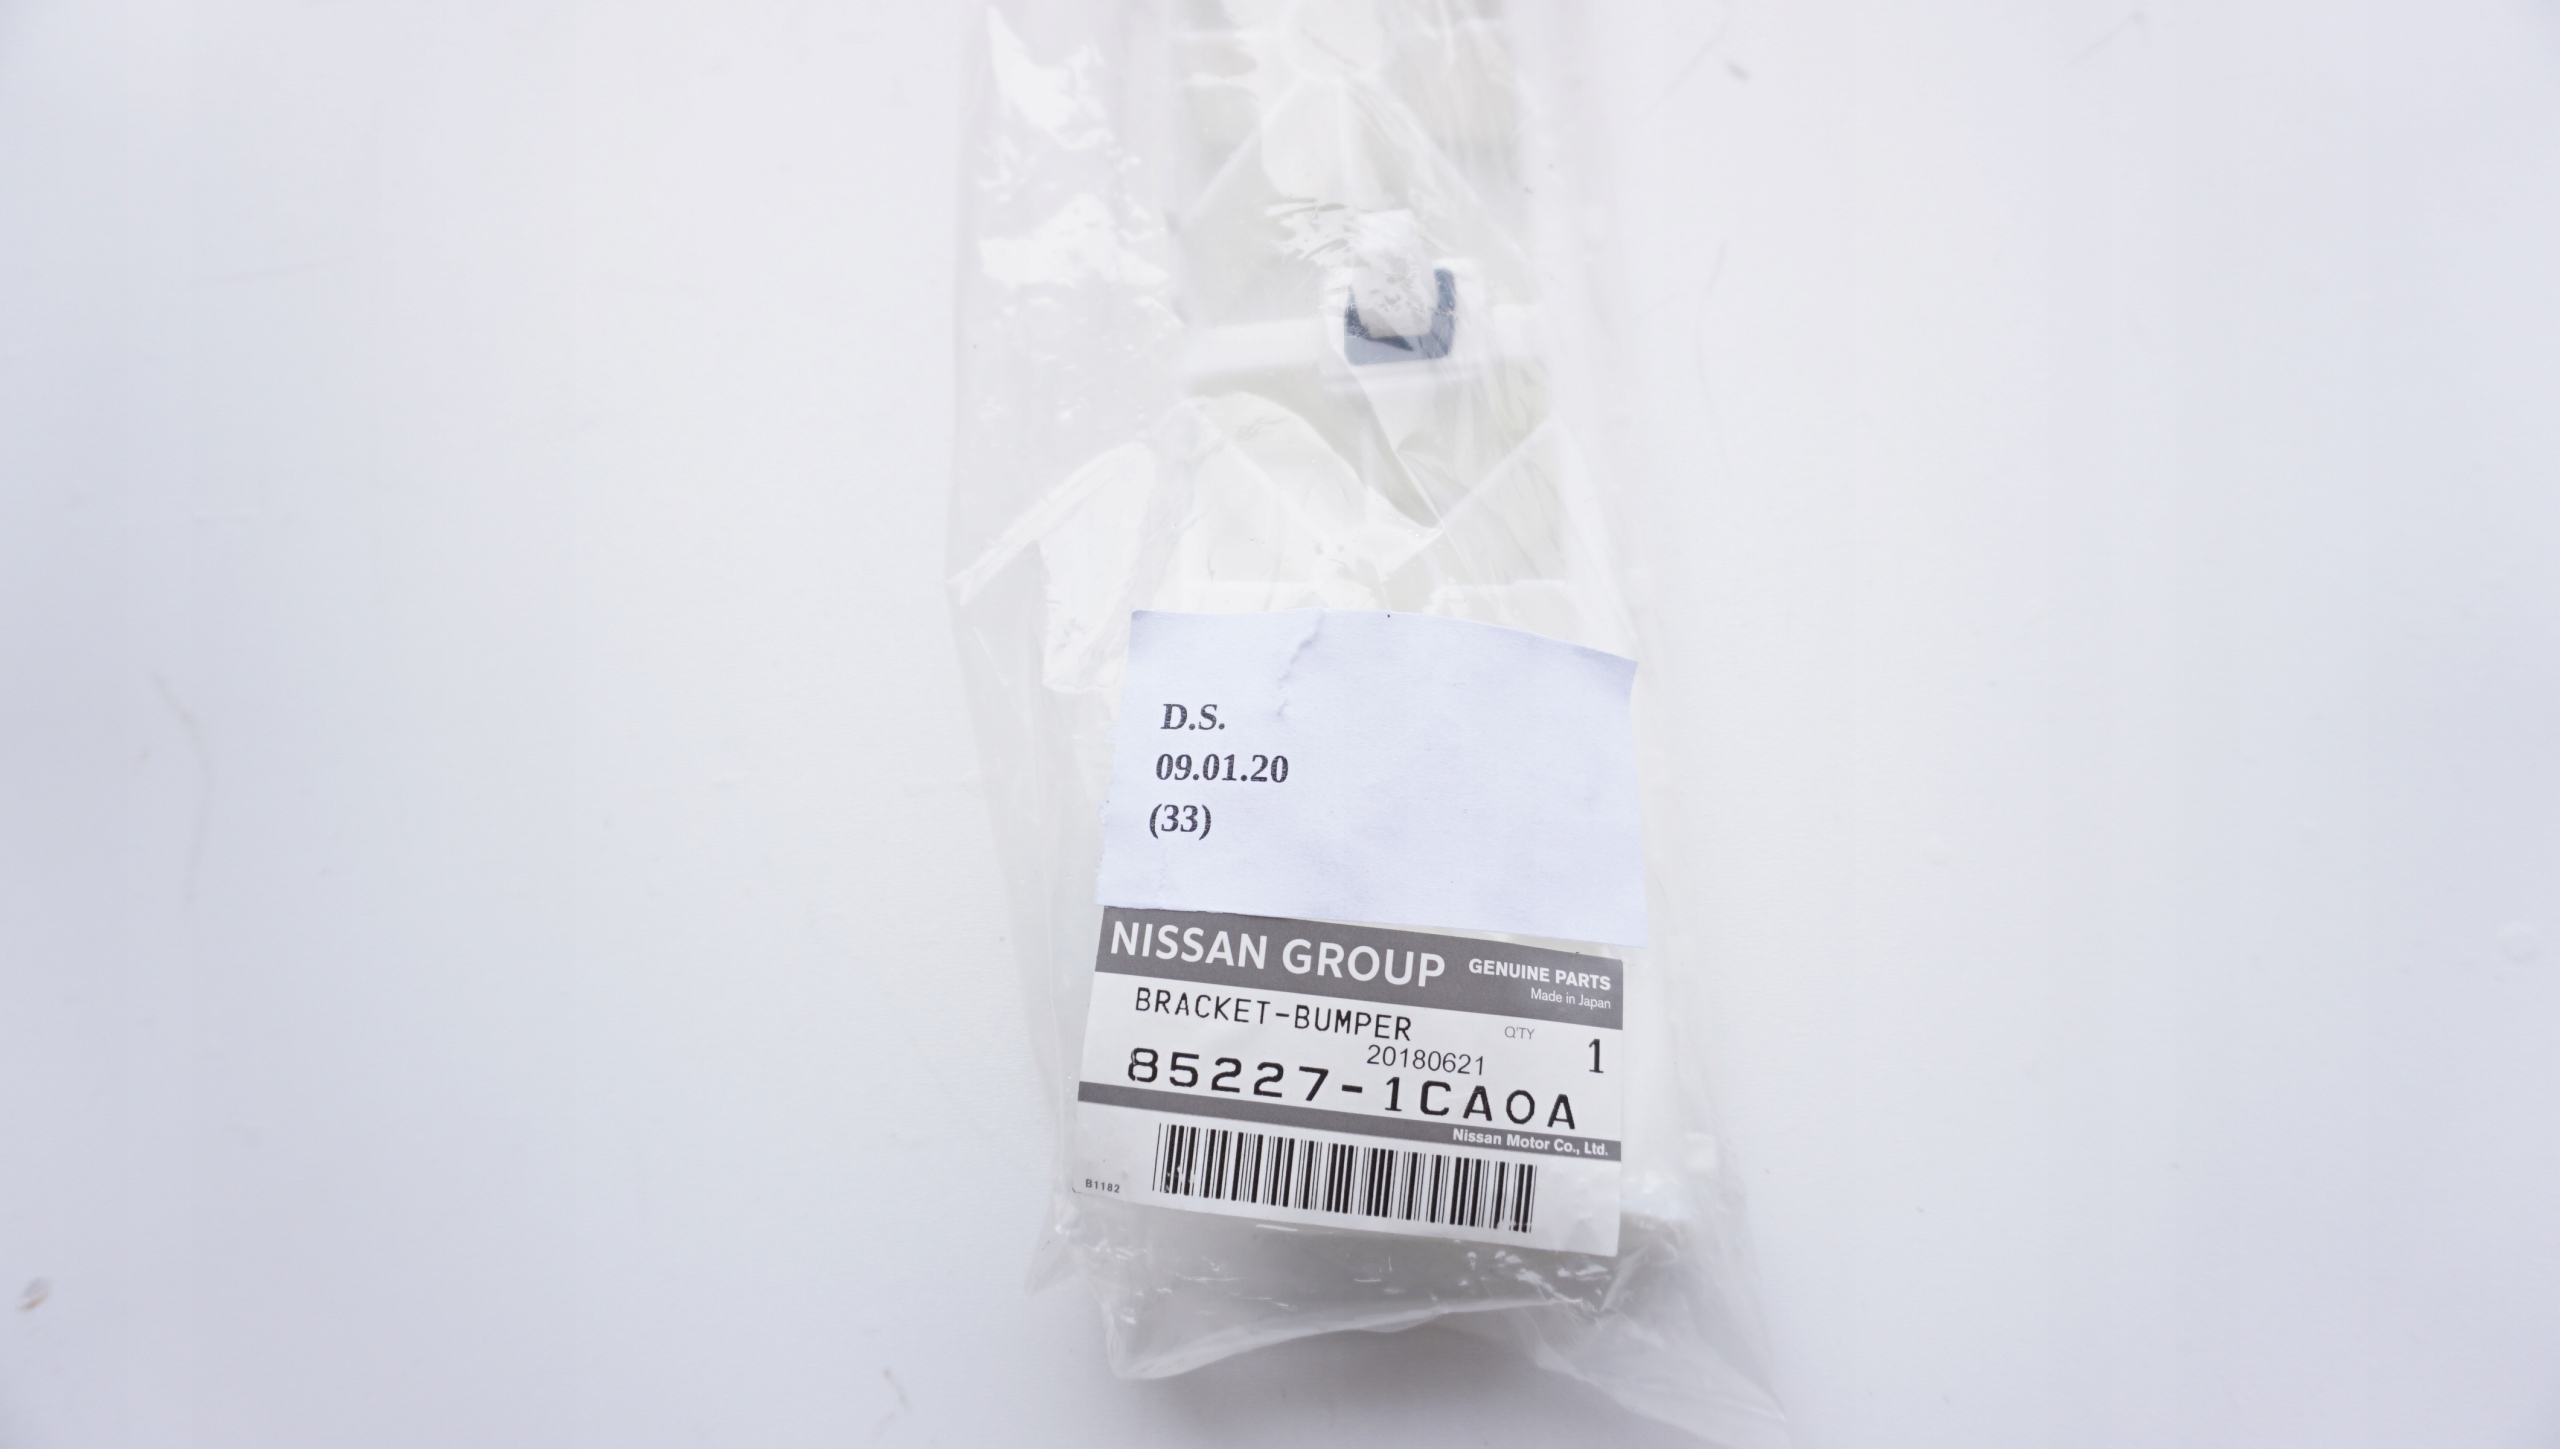 D.S.
09.01.20
(33)
NISSAN GROUP GENUINE PARTS
Made in Japan
BRACKET-BUMPER Q'TY 1
20180621
85227-1CA0A
Nissan Motor Co., Ltd.
B1182